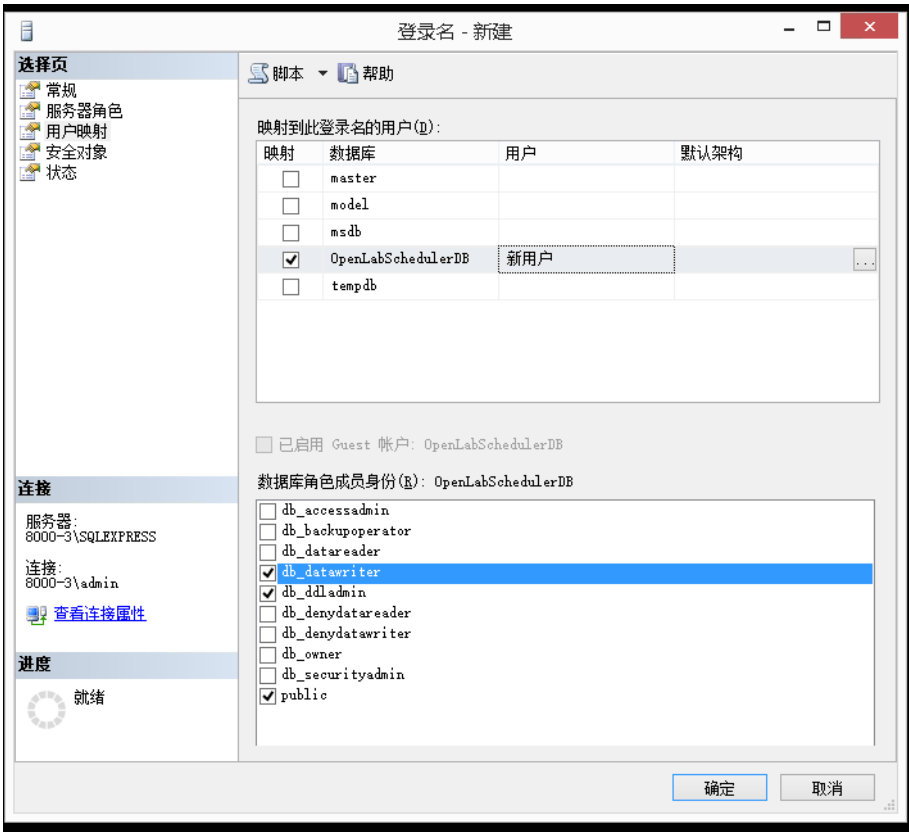 登录名 - 新建
选择页
常规
服务器角色
用户映射
安全对象
状态
脚本 帮助
映射到此登录名的用户(D):
映射 数据库 用户 默认架构
master
model
msdb
OpenLabSchedulerDB 新用户 ...
tempdb
已启用 Guest 帐户: OpenLabSchedulerDB
数据库角色成员身份(R): OpenLabSchedulerDB
db_accessadmin
db_backupoperator
db_datareader
db_datawriter
db_ddladmin
db_denydatareader
db_denydatawriter
db_owner
db_securityadmin
public
连接
服务器:
8000-3\SQLEXPRESS
连接:
8000-3\admin
查看连接属性
进度
就绪
确定 取消